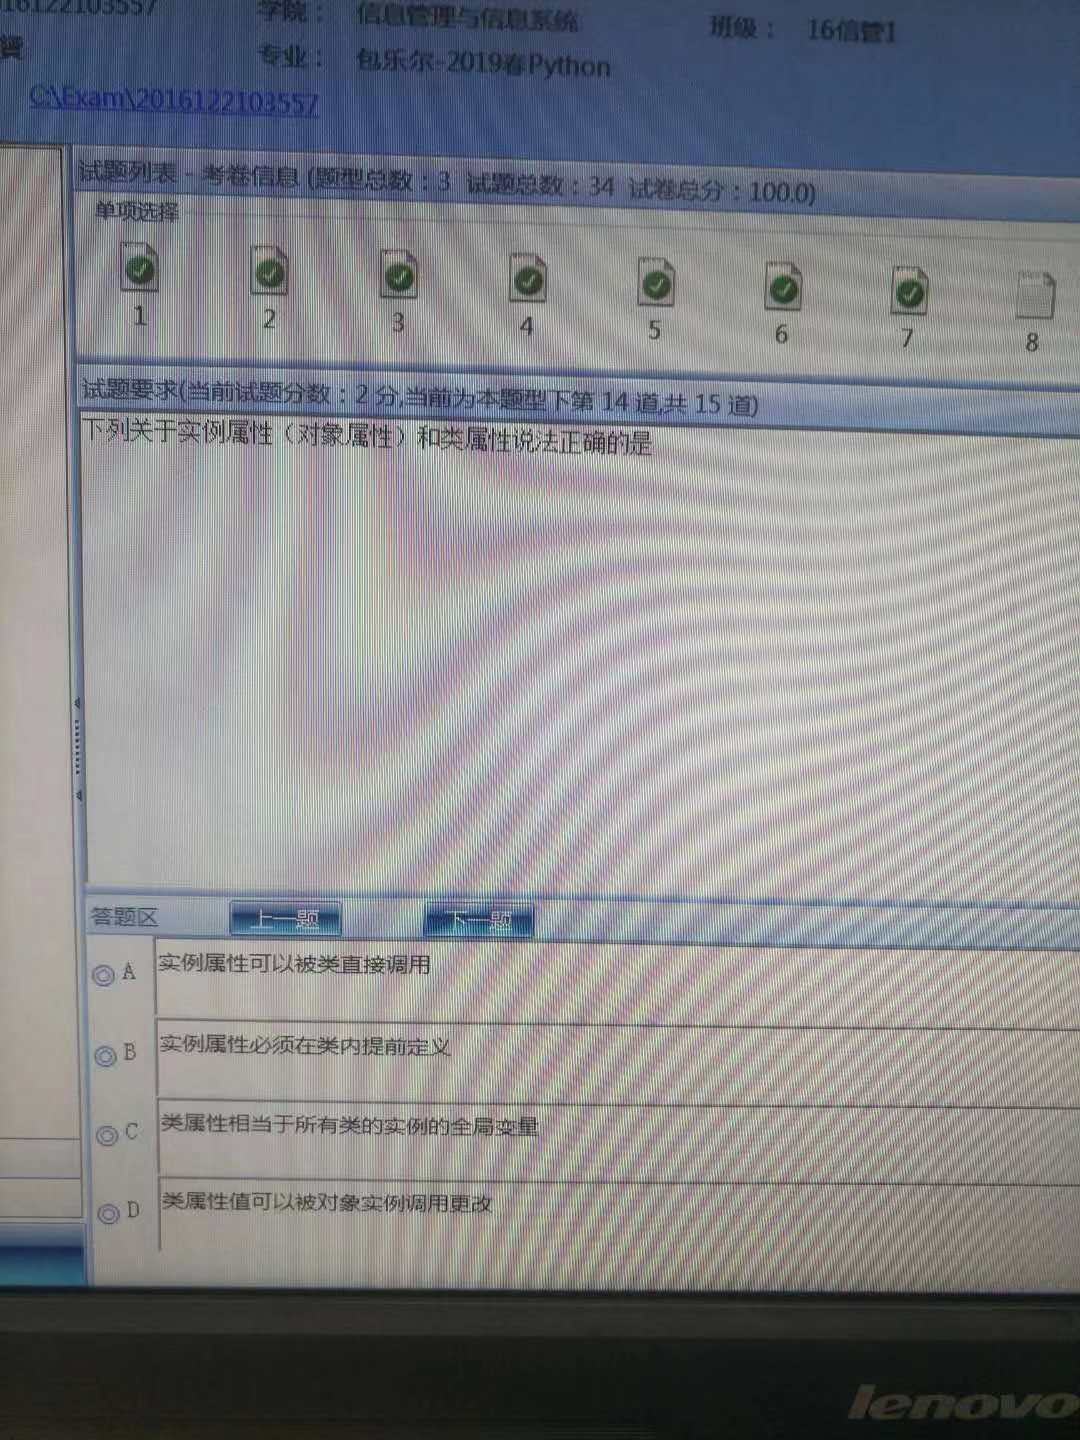 学院： 信息管理与信息系统 班级： 16信管1
专业： 包乐尔-2019春Python
C:\Exam\2016122103557
试题列表 - 考卷信息 (题型总数：3 试题总数：34 试卷总分：100.0)
单项选择
1 2 3 4 5 6 7 8
试题要求(当前试题分数：2 分,当前为本题型下第 14 道,共 15 道)
下列关于实例属性（对象属性）和类属性说法正确的是
答题区 上一题 下一题
A 实例属性可以被类直接调用
B 实例属性必须在类内提前定义
C 类属性相当于所有类的实例的全局变量
D 类属性值可以被对象实例调用更改
lenovo